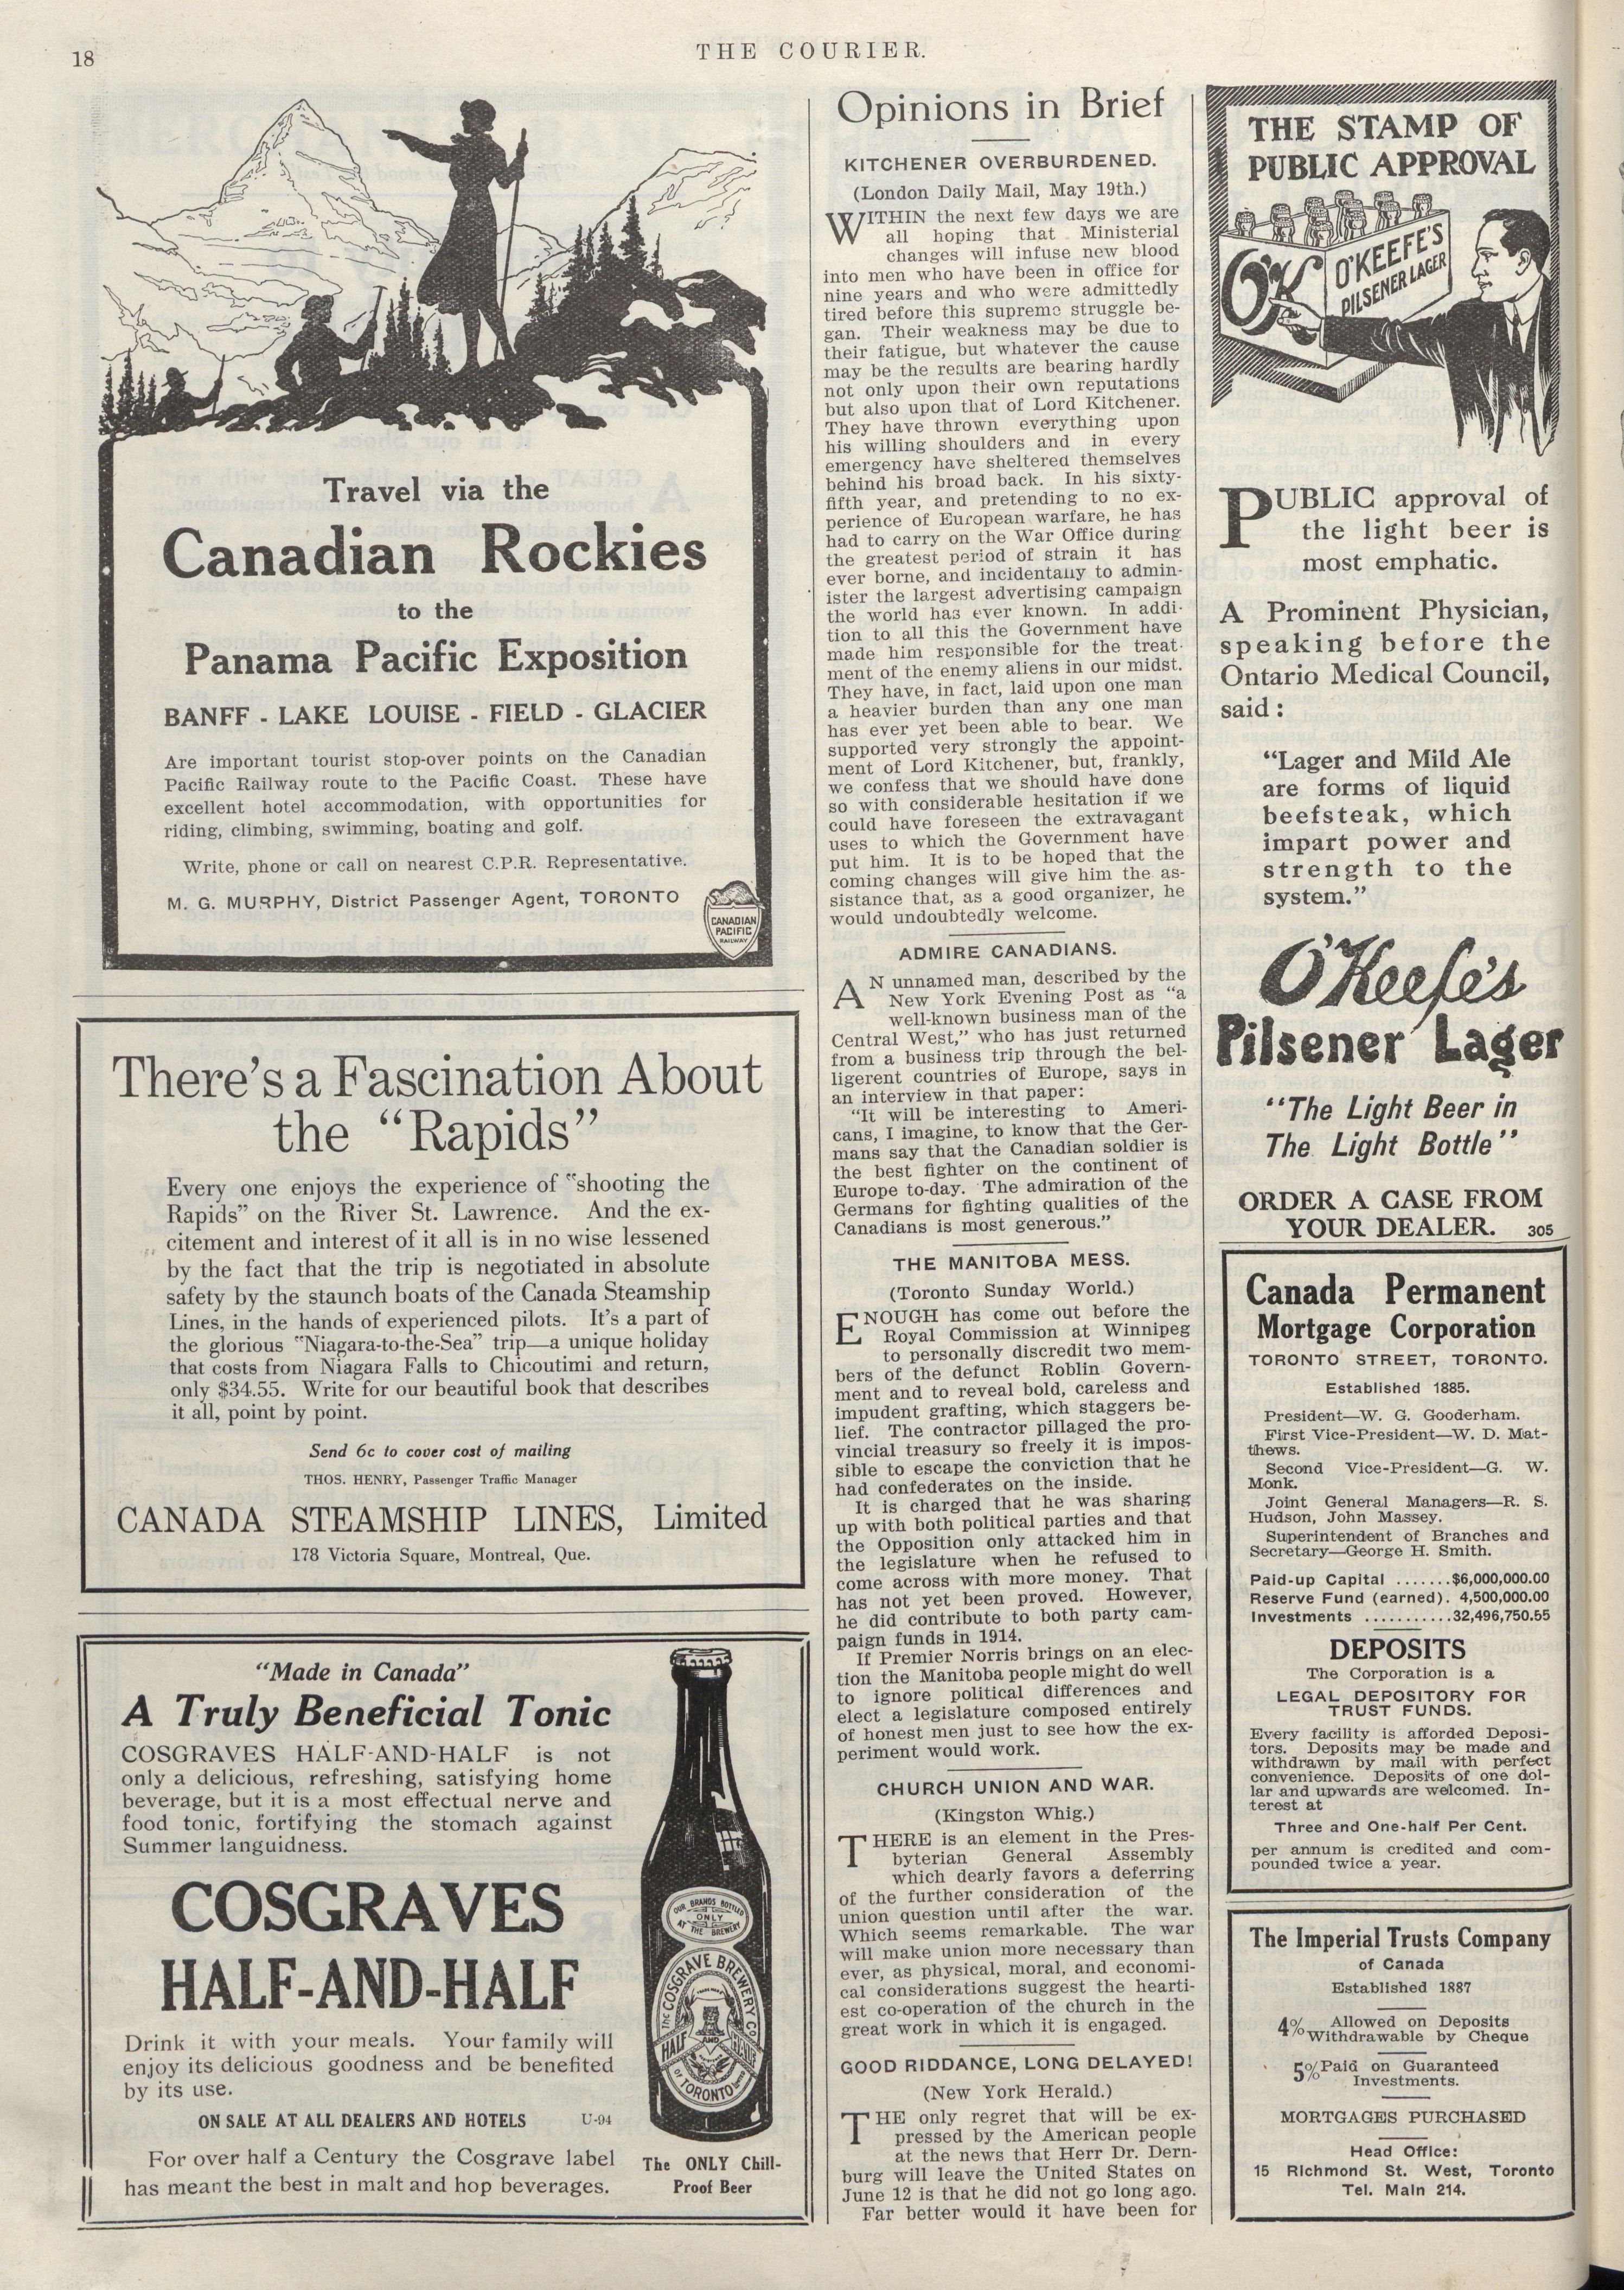 18
THE COURIER.
Travel via the
Canadian Rockies
to the
Panama Pacific Exposition
BANFF - LAKE LOUISE - FIELD - GLACIER
Are important tourist stop-over points on the Canadian
Pacific Railway route to the Pacific Coast. These have
excellent hotel accommodation, with opportunities for
riding, climbing, swimming, boating and golf.
Write, phone or call on nearest C.P.R. Representative.
M. G. MURPHY, District Passenger Agent, TORONTO
CANADIAN
PACIFIC
RAILWAY
There's a Fascination About
the "Rapids"
Every one enjoys the experience of "shooting the
Rapids" on the River St. Lawrence. And the ex-
citement and interest of it all is in no wise lessened
by the fact that the trip is negotiated in absolute
safety by the staunch boats of the Canada Steamship
Lines, in the hands of experienced pilots. It's a part of
the glorious "Niagara-to-the-Sea" trip—a unique holiday
that costs from Niagara Falls to Chicoutimi and return,
only $34.55. Write for our beautiful book that describes
it all, point by point.
Send 6c to cover cost of mailing
THOS. HENRY, Passenger Traffic Manager
CANADA STEAMSHIP LINES, Limited
178 Victoria Square, Montreal, Que.
"Made in Canada"
A Truly Beneficial Tonic
COSGRAVES HALF-AND-HALF is not
only a delicious, refreshing, satisfying home
beverage, but it is a most effectual nerve and
food tonic, fortifying the stomach against
Summer languidness.
COSGRAVES
HALF-AND-HALF
Drink it with your meals. Your family will
enjoy its delicious goodness and be benefited
by its use.
ON SALE AT ALL DEALERS AND HOTELS U-94
For over half a Century the Cosgrave label
has meant the best in malt and hop beverages.
OUR BRANDS BOTTLED
ONLY
AT THE BREWERY
THE COSGRAVE BREWERY CO
HALF AND HALF
OF TORONTO
The ONLY Chill-
Proof Beer
Opinions in Brief
KITCHENER OVERBURDENED.
(London Daily Mail, May 19th.)
WITHIN the next few days we are
all hoping that Ministerial
changes will infuse new blood
into men who have been in office for
nine years and who were admittedly
tired before this supreme struggle be-
gan. Their weakness may be due to
their fatigue, but whatever the cause
may be the results are bearing hardly
not only upon their own reputations
but also upon that of Lord Kitchener.
They have thrown everything upon
his willing shoulders and in every
emergency have sheltered themselves
behind his broad back. In his sixty-
fifth year, and pretending to no ex-
perience of European warfare, he has
had to carry on the War Office during
the greatest period of strain it has
ever borne, and incidentally to admin-
ister the largest advertising campaign
the world has ever known. In addi-
tion to all this the Government have
made him responsible for the treat-
ment of the enemy aliens in our midst.
They have, in fact, laid upon one man
a heavier burden than any one man
has ever yet been able to bear. We
supported very strongly the appoint-
ment of Lord Kitchener, but, frankly,
we confess that we should have done
so with considerable hesitation if we
could have foreseen the extravagant
uses to which the Government have
put him. It is to be hoped that the
coming changes will give him the as-
sistance that, as a good organizer, he
would undoubtedly welcome.
ADMIRE CANADIANS.
AN unnamed man, described by the
New York Evening Post as "a
well-known business man of the
Central West," who has just returned
from a business trip through the bel-
ligerent countries of Europe, says in
an interview in that paper:
"It will be interesting to Ameri-
cans, I imagine, to know that the Ger-
mans say that the Canadian soldier is
the best fighter on the continent of
Europe to-day. The admiration of the
Germans for fighting qualities of the
Canadians is most generous."
THE MANITOBA MESS.
(Toronto Sunday World.)
ENOUGH has come out before the
Royal Commission at Winnipeg
to personally discredit two mem-
bers of the defunct Roblin Govern-
ment and to reveal bold, careless and
impudent grafting, which staggers be-
lief. The contractor pillaged the pro-
vincial treasury so freely it is impos-
sible to escape the conviction that he
had confederates on the inside.
It is charged that he was sharing
up with both political parties and that
the Opposition only attacked him in
the legislature when he refused to
come across with more money. That
has not yet been proved. However,
he did contribute to both party cam-
paign funds in 1914.
If Premier Norris brings on an elec-
tion the Manitoba people might do well
to ignore political differences and
elect a legislature composed entirely
of honest men just to see how the ex-
periment would work.
CHURCH UNION AND WAR.
(Kingston Whig.)
THERE is an element in the Pres-
byterian General Assembly
which dearly favors a deferring
of the further consideration of the
union question until after the war.
Which seems remarkable. The war
will make union more necessary than
ever, as physical, moral, and economi-
cal considerations suggest the hearti-
est co-operation of the church in the
great work in which it is engaged.
GOOD RIDDANCE, LONG DELAYED!
(New York Herald.)
THE only regret that will be ex-
pressed by the American people
at the news that Herr Dr. Dern-
burg will leave the United States on
June 12 is that he did not go long ago.
Far better would it have been for
THE STAMP OF
PUBLIC APPROVAL
OK
O'KEEFE'S
PILSENER LAGER
PUBLIC approval of
the light beer is
most emphatic.
A Prominent Physician,
speaking before the
Ontario Medical Council,
said:
"Lager and Mild Ale
are forms of liquid
beefsteak, which
impart power and
strength to the
system."
O'Keefe's
Pilsener Lager
"The Light Beer in
The Light Bottle"
ORDER A CASE FROM
YOUR DEALER. 305
Canada Permanent
Mortgage Corporation
TORONTO STREET, TORONTO.
Established 1885.
President—W. G. Gooderham.
First Vice-President—W. D. Mat-
thews.
Second Vice-President—G. W.
Monk.
Joint General Managers—R. S.
Hudson, John Massey.
Superintendent of Branches and
Secretary—George H. Smith.
Paid-up Capital .......$6,000,000.00
Reserve Fund (earned). 4,500,000.00
Investments ...........32,496,750.55
DEPOSITS
The Corporation is a
LEGAL DEPOSITORY FOR
TRUST FUNDS.
Every facility is afforded Deposi-
tors. Deposits may be made and
withdrawn by mail with perfect
convenience. Deposits of one dol-
lar and upwards are welcomed. In-
terest at
Three and One-half Per Cent.
per annum is credited and com-
pounded twice a year.
The Imperial Trusts Company
of Canada
Established 1887
4% Allowed on Deposits
Withdrawable by Cheque
5% Paid on Guaranteed
Investments.
MORTGAGES PURCHASED
Head Office:
15 Richmond St. West, Toronto
Tel. Main 214.